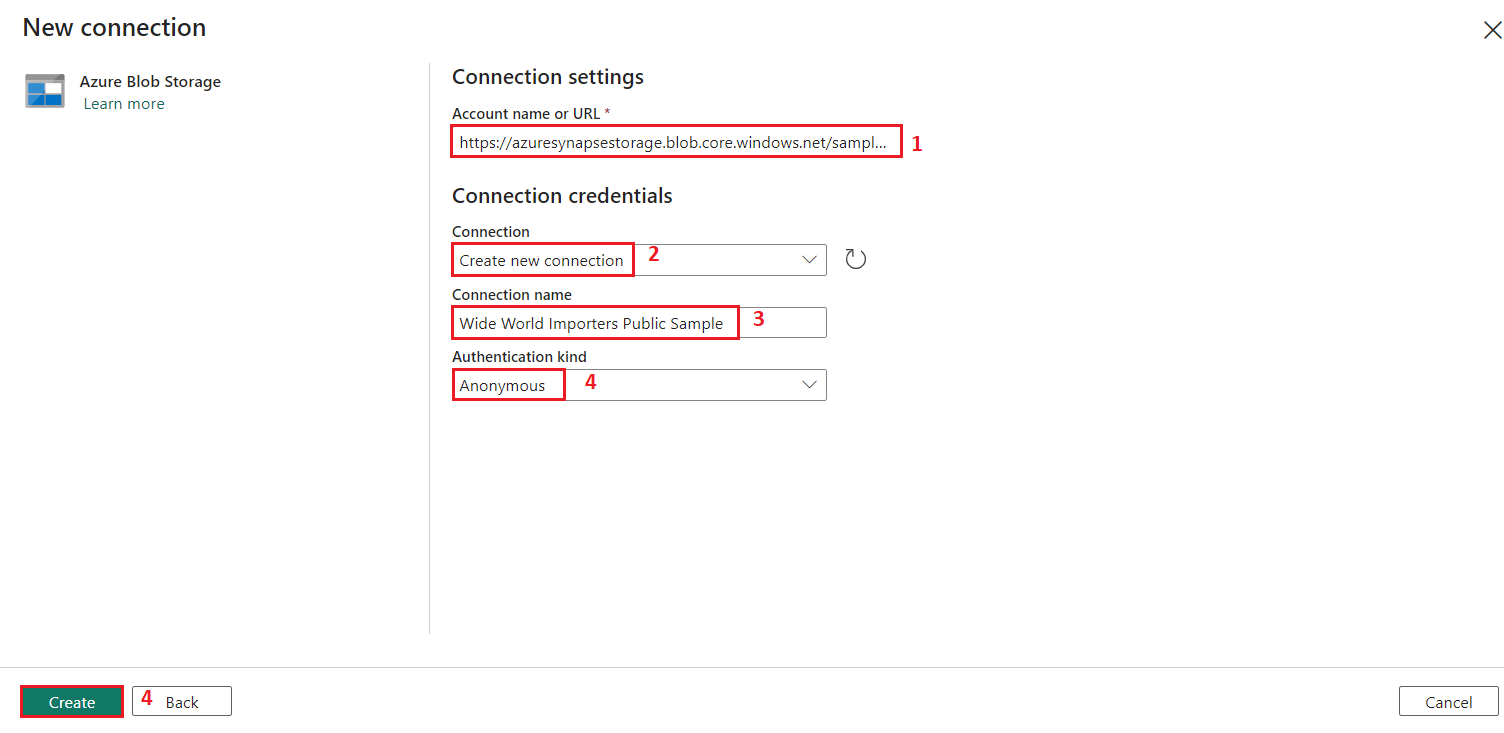 New connection
Azure Blob Storage
Learn more
Connection settings
Account name or URL *
https://azuresynapsestorage.blob.core.windows.net/sampl... 1
Connection credentials
Connection
Create new connection 2
Connection name
Wide World Importers Public Sample 3
Authentication kind
Anonymous 4
Create 4 Back Cancel